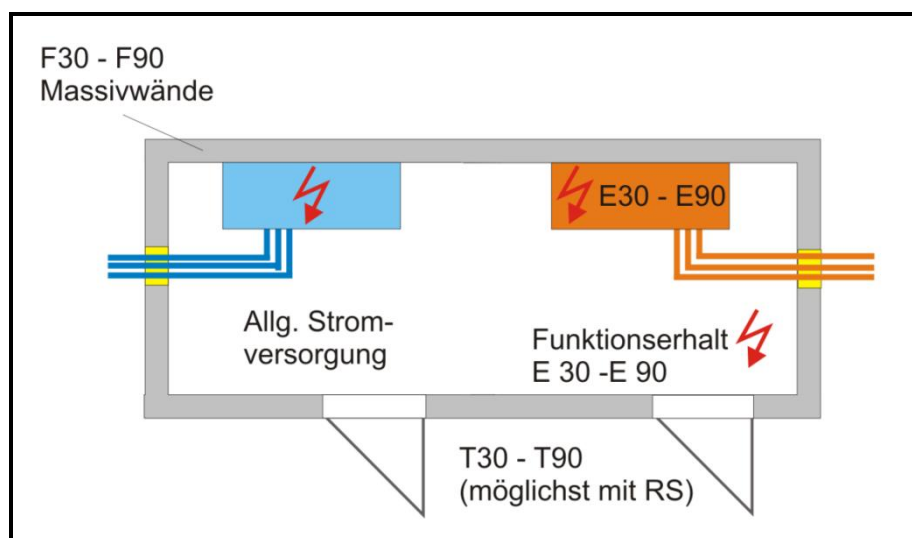 F30 - F90
Massivwände
E30 - E90
Allg. Strom-
versorgung
Funktionserhalt
E 30 -E 90
T30 - T90
(möglichst mit RS)